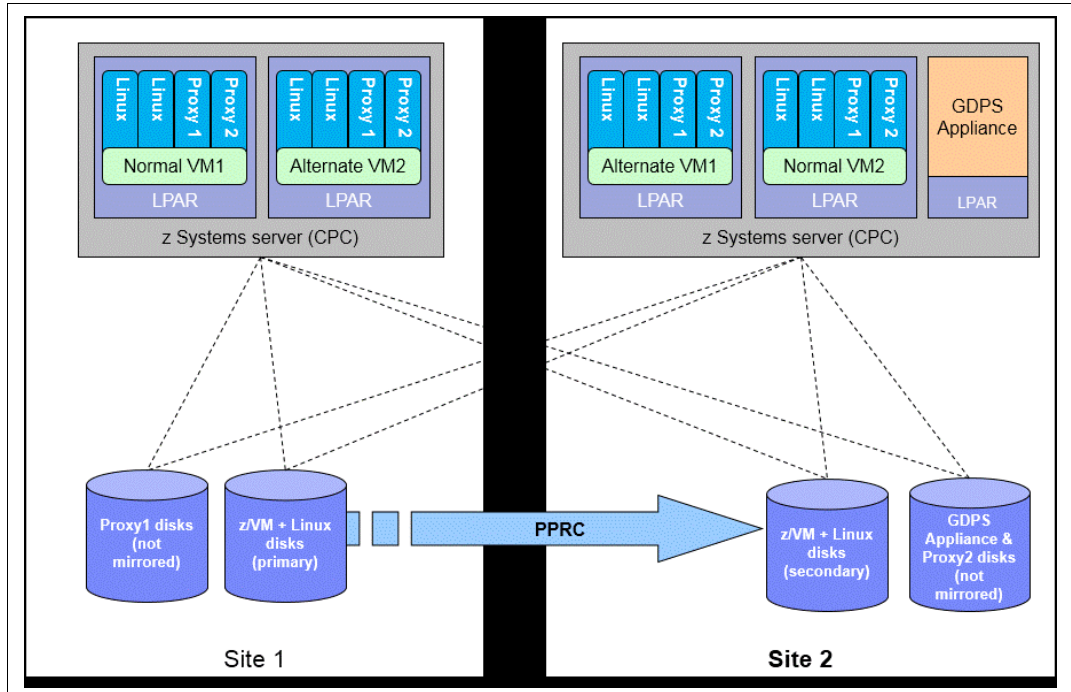 Linux
Linux
Proxy 1
Proxy 2
Normal VM1
LPAR
Linux
Linux
Proxy 1
Proxy 2
Alternate VM2
LPAR
z Systems server (CPC)
Linux
Linux
Proxy 1
Proxy 2
Alternate VM1
LPAR
Linux
Linux
Proxy 1
Proxy 2
Normal VM2
LPAR
GDPS
Appliance
LPAR
z Systems server (CPC)
Proxy1 disks
(not
mirrored)
z/VM + Linux
disks
(primary)
PPRC
z/VM + Linux
disks
(secondary)
GDPS
Appliance &
Proxy2 disks
(not
mirrored)
Site 1
Site 2